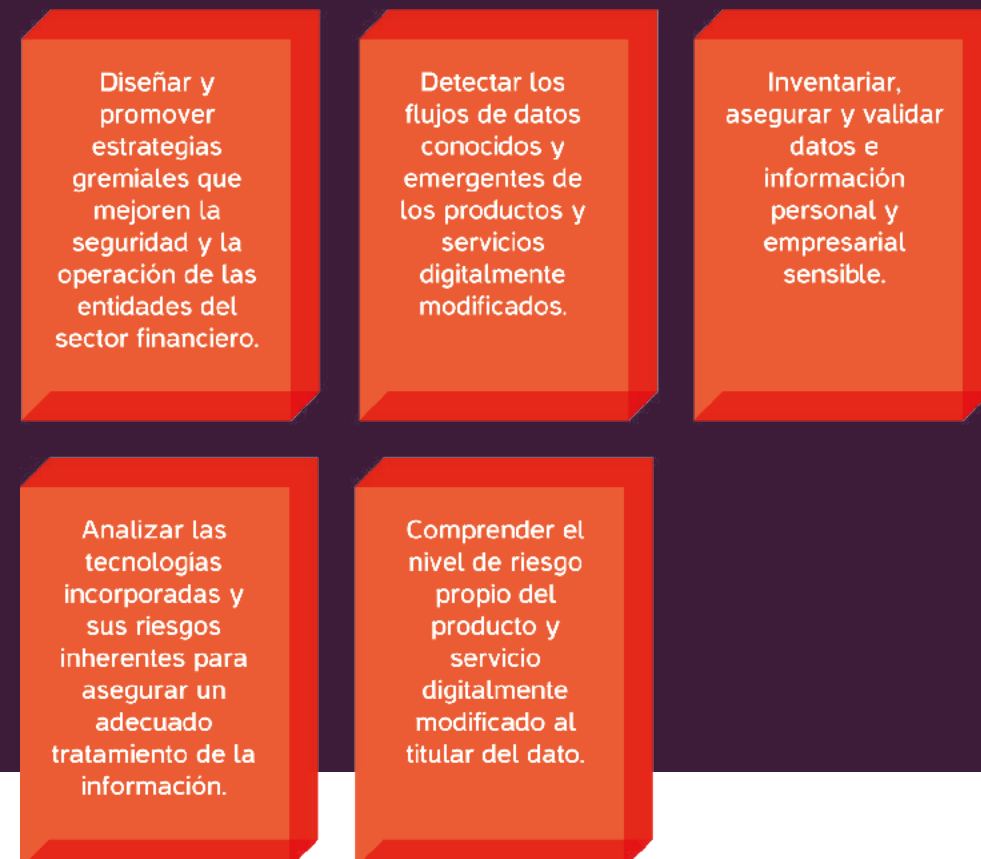 Diseñar y
promover
estrategias
gremiales que
mejoren la
seguridad y la
operación de las
entidades del
sector financiero.
Detectar los
flujos de datos
conocidos y
emergentes de
los productos y
servicios
digitalmente
modificados.
Inventariar,
asegurar y validar
datos e
información
personal y
empresarial
sensible.
Analizar las
tecnologías
incorporadas y
sus riesgos
inherentes para
asegurar un
adecuado
tratamiento de la
información.
Comprender el
nivel de riesgo
propio del
producto y
servicio
digitalmente
modificado al
titular del dato.